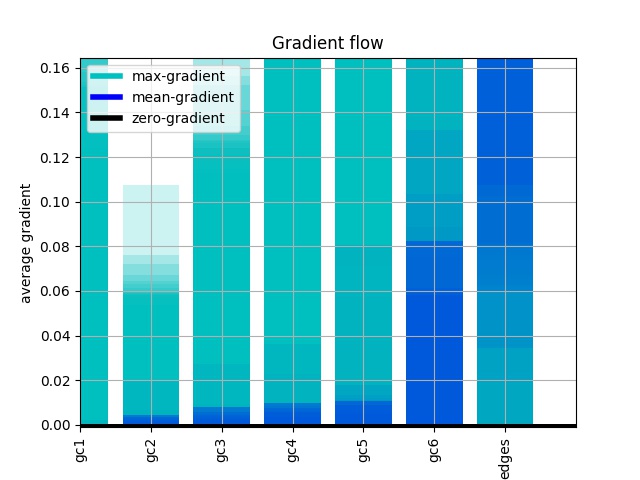 Gradient flow
max-gradient
mean-gradient
zero-gradient
average gradient
0.16
0.14
0.12
0.10
0.08
0.06
0.04
0.02
0.00
gc1
gc2
gc3
gc4
gc5
gc6
edges